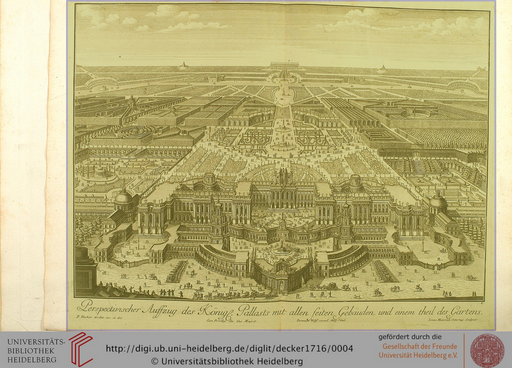 Perspectivischer Auffzug des Königs Pallasts mit allen seiten Gebäuden und einem theil des Gartens.
UNIVERSITÄTS-
BIBLIOTHEK
HEIDELBERG
http://digi.ub.uni-heidelberg.de/diglit/decker1716/0004
© Universitätsbibliothek Heidelberg
gefördert durch die
Gesellschaft der Freunde
Universität Heidelberg e.V.